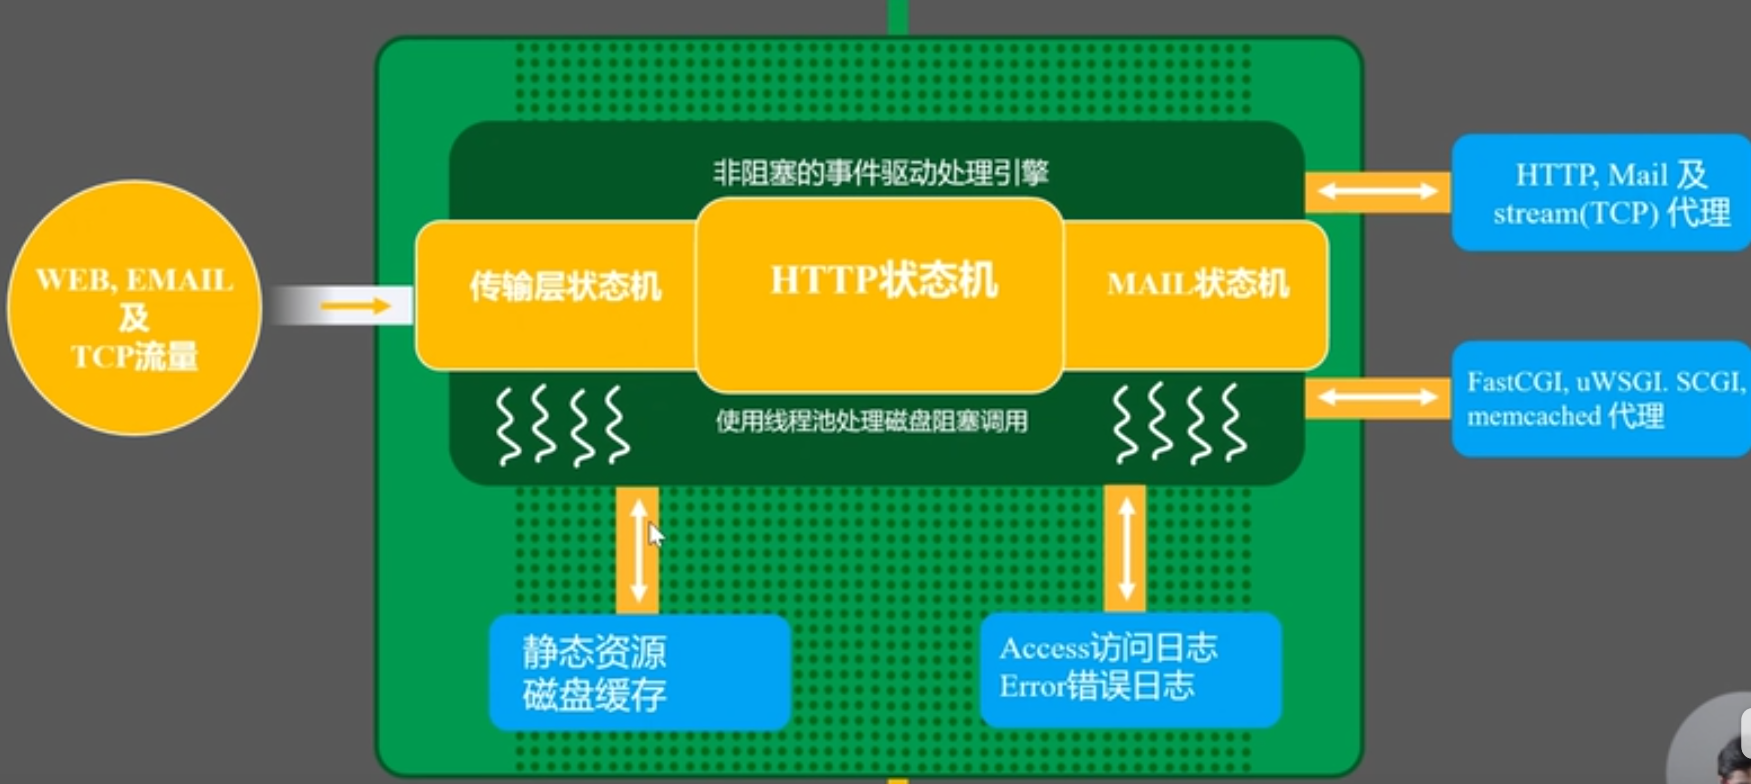 非阻塞的事件驱动处理引擎
WEB, EMAIL
及
TCP流量
传输层状态机
HTTP状态机
MAIL状态机
使用线程池处理磁盘阻塞调用
HTTP, Mail 及
stream(TCP) 代理
FastCGI, uWSGI. SCGI,
memcached 代理
静态资源
磁盘缓存
Access访问日志
Error错误日志